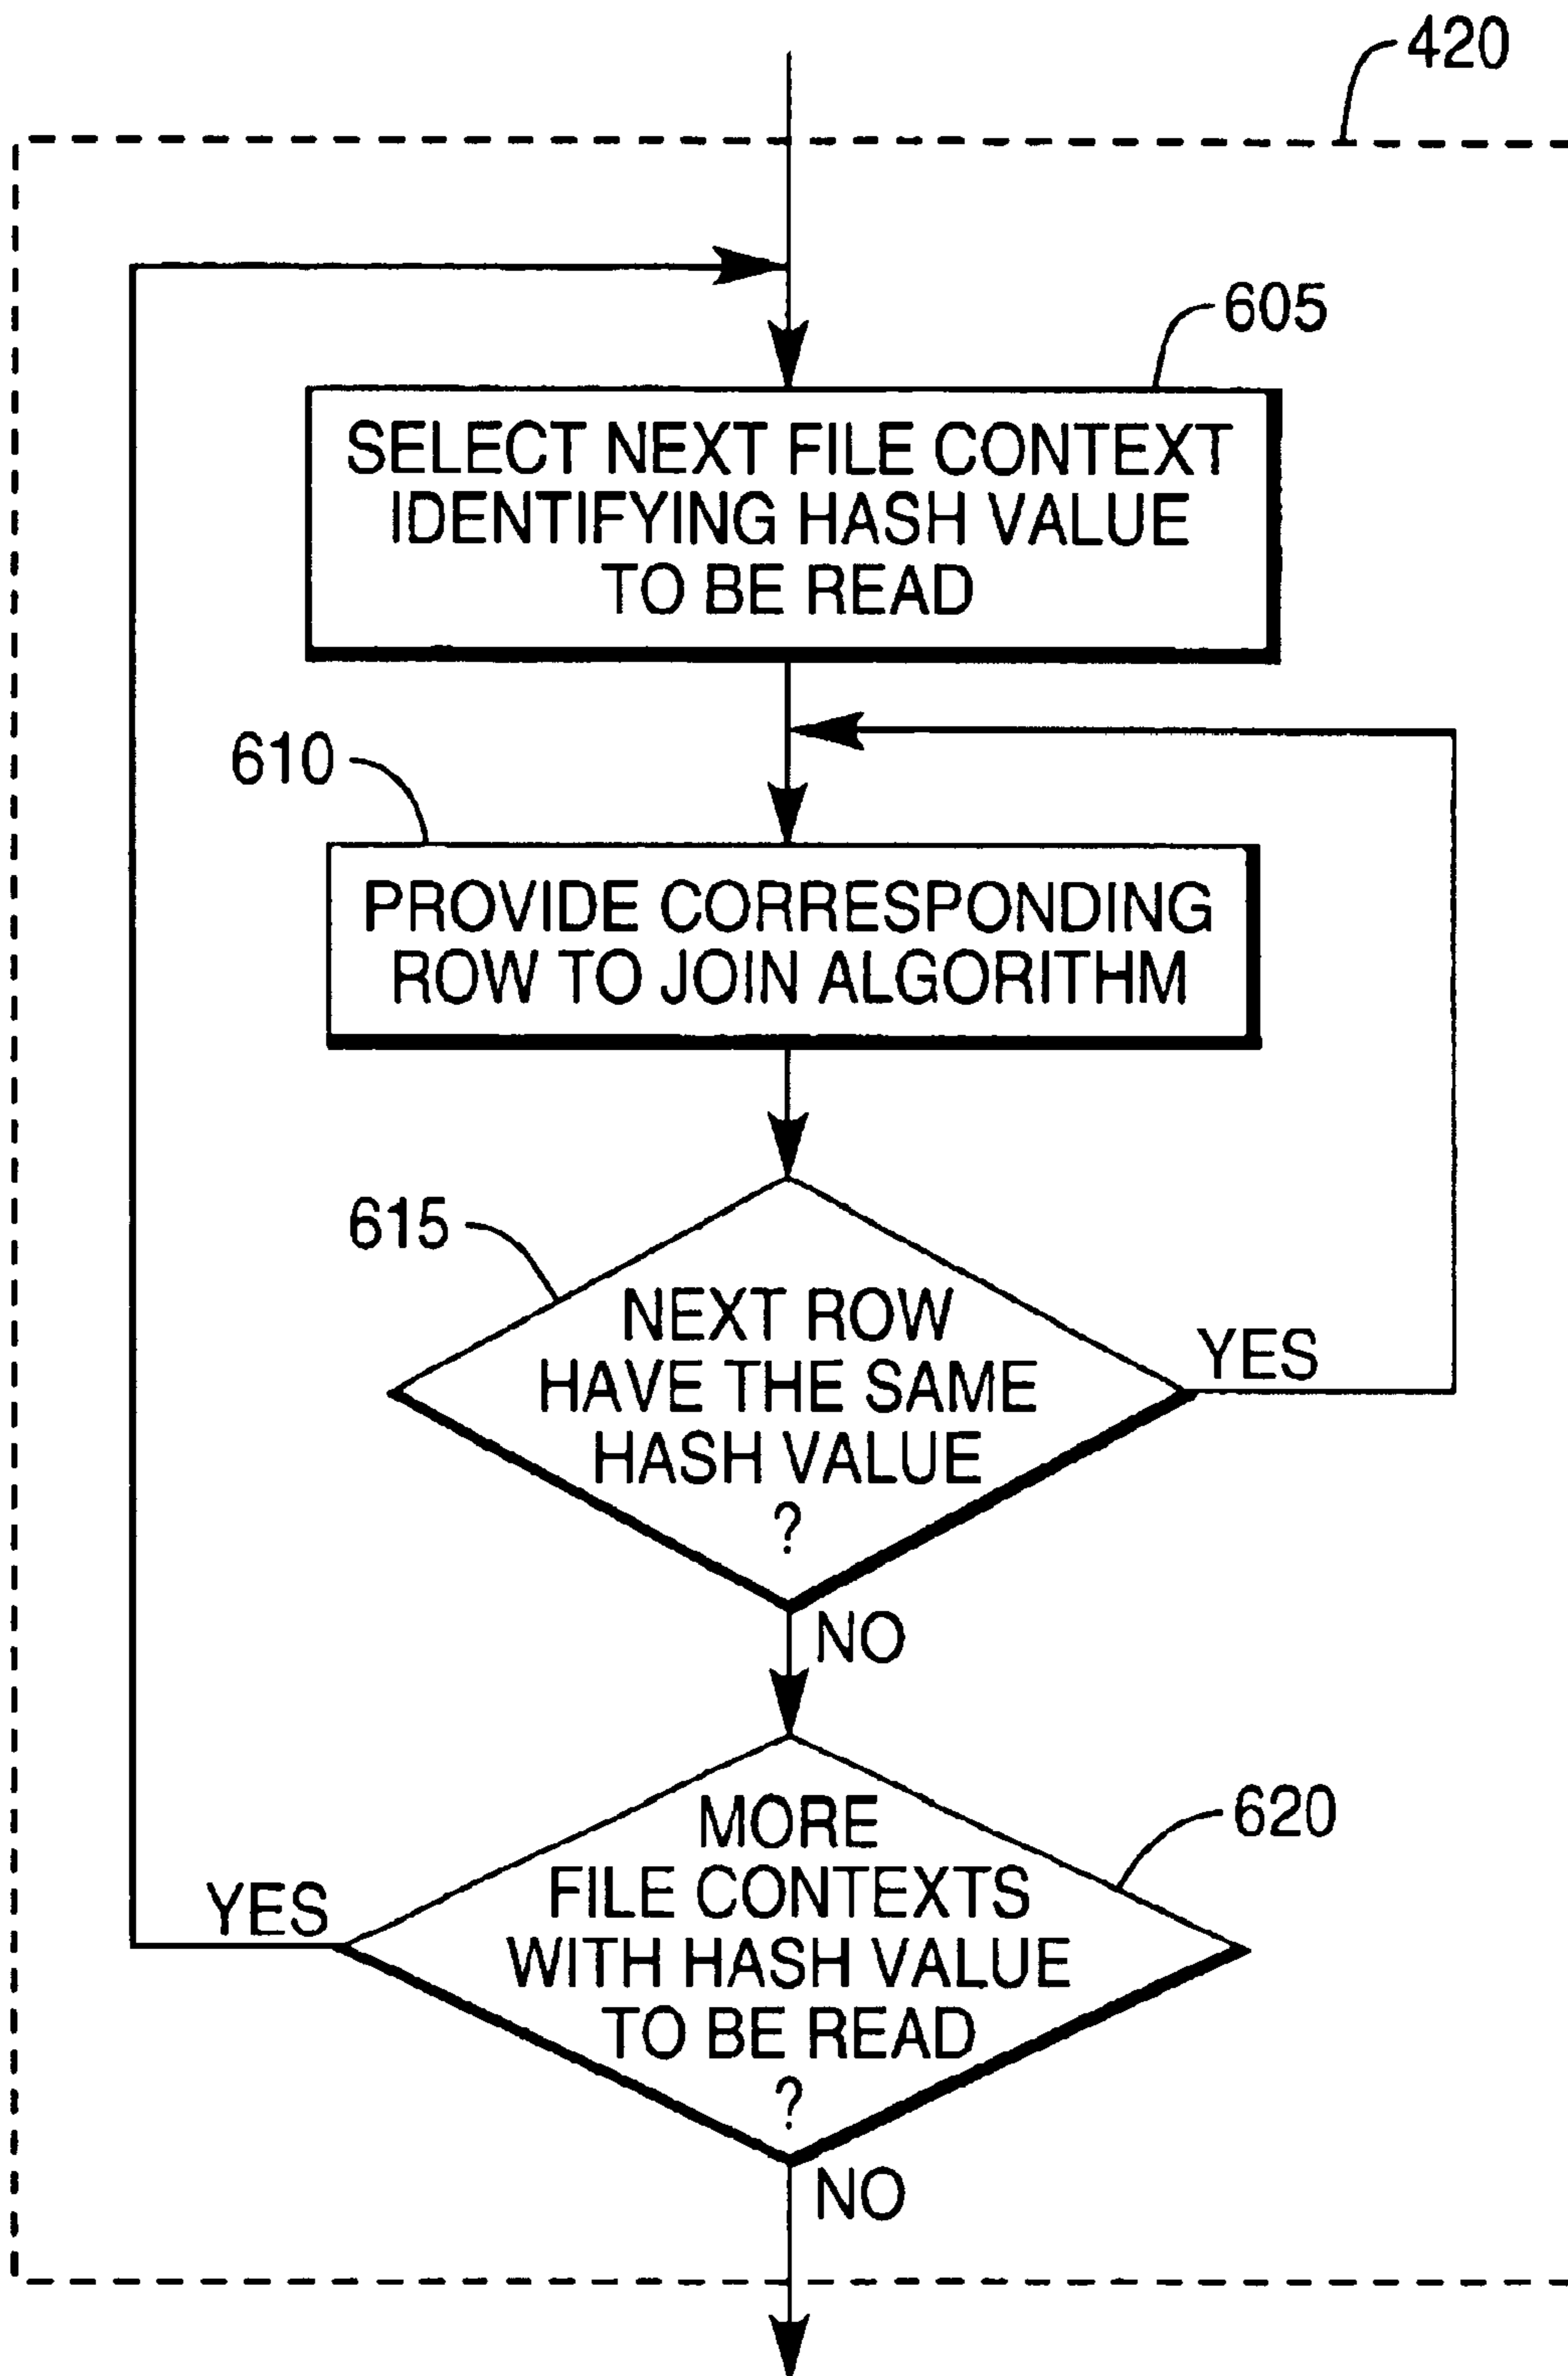 420
605
SELECT NEXT FILE CONTEXT
IDENTIFYING HASH VALUE
TO BE READ
610
PROVIDE CORRESPONDING
ROW TO JOIN ALGORITHM
615
NEXT ROW
HAVE THE SAME
HASH VALUE
?
YES
NO
620
MORE
FILE CONTEXTS
WITH HASH VALUE
TO BE READ
?
YES
NO